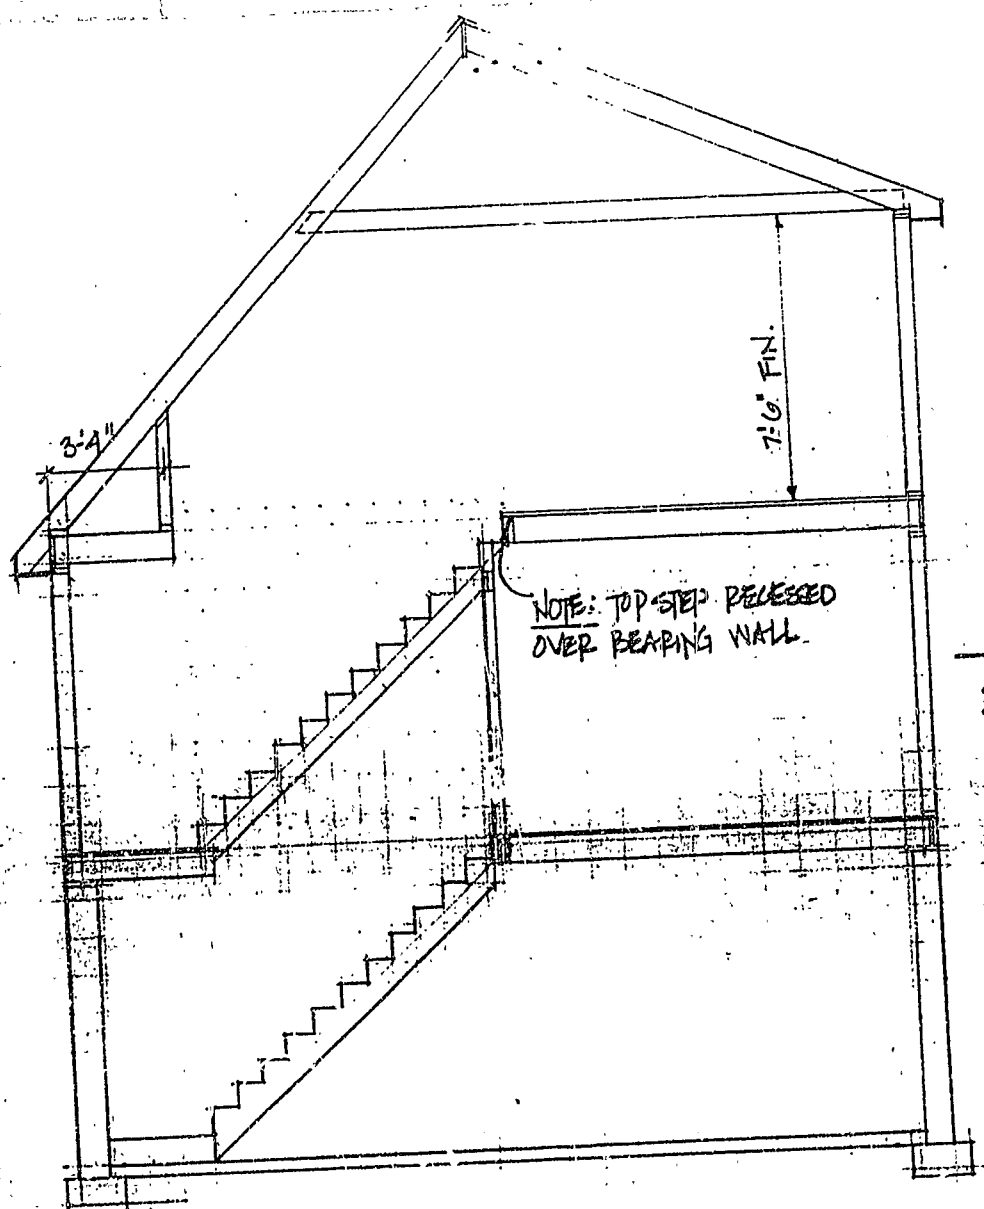 3'-4"
7'-6" FIN.
NOTE: TOP STEP RECESSED
OVER BEARING WALL.